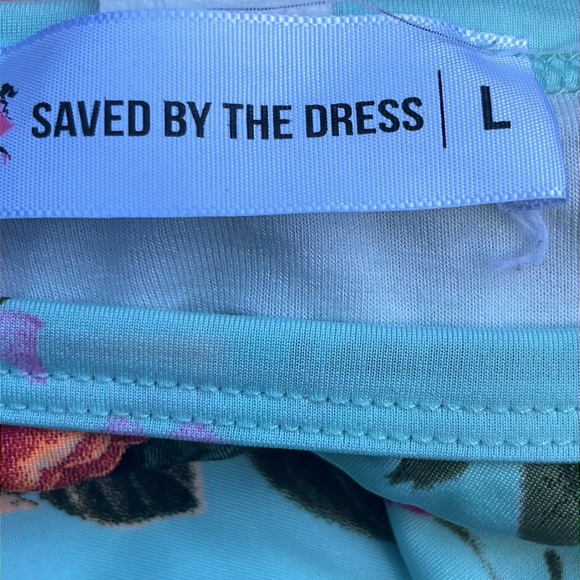 SAVED BY THE DRESS | L